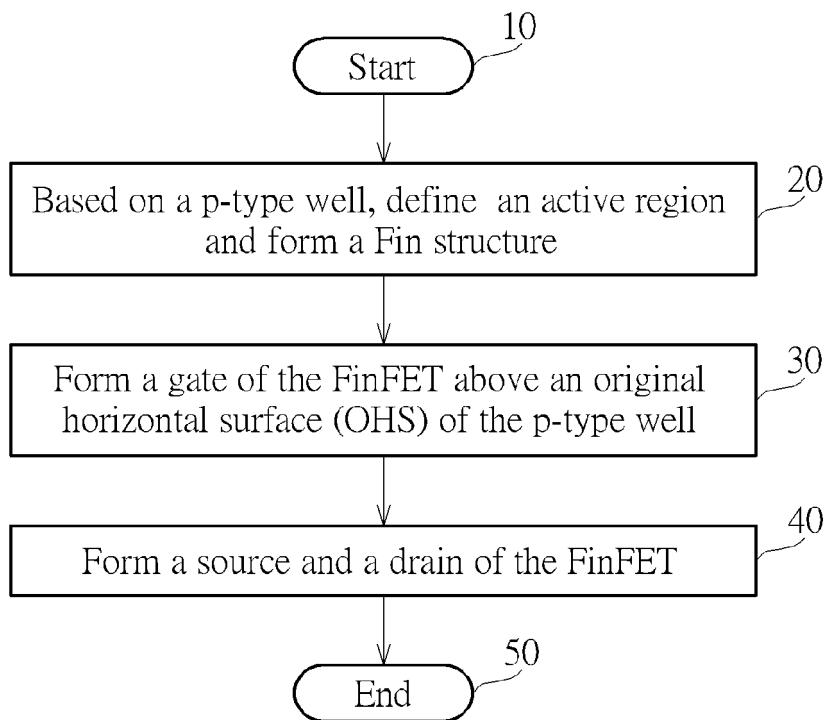 10
Start
20
Based on a p-type well, define an active region
and form a Fin structure
30
Form a gate of the FinFET above an original
horizontal surface (OHS) of the p-type well
40
Form a source and a drain of the FinFET
50
End